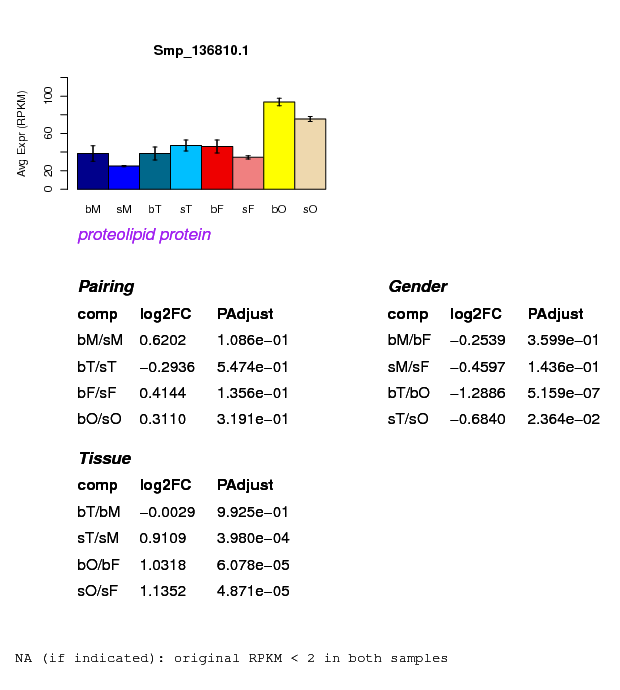 Smp_136810.1
Avg Expr (RPKM)
100
60
20
0
bM sM bT sT bF sF bO sO
proteolipid protein
Pairing
comp log2FC PAdjust
bM/sM 0.6202 1.086e−01
bT/sT −0.2936 5.474e−01
bF/sF 0.4144 1.356e−01
bO/sO 0.3110 3.191e−01
Gender
comp log2FC PAdjust
bM/bF −0.2539 3.599e−01
sM/sF −0.4597 1.436e−01
bT/bO −1.2886 5.159e−07
sT/sO −0.6840 2.364e−02
Tissue
comp log2FC PAdjust
bT/bM −0.0029 9.925e−01
sT/sM 0.9109 3.980e−04
bO/bF 1.0318 6.078e−05
sO/sF 1.1352 4.871e−05
NA (if indicated): original RPKM < 2 in both samples